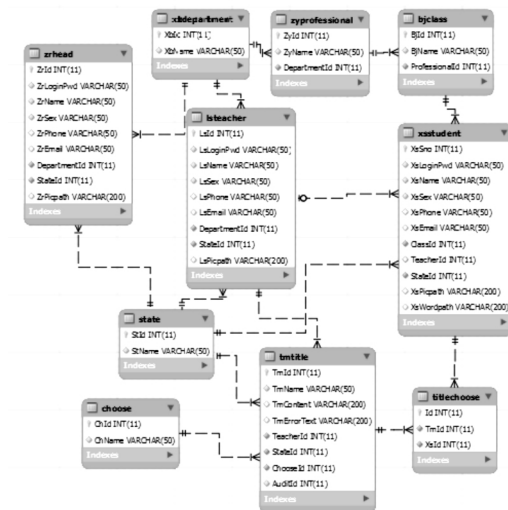 zrhead
ZrId INT(11)
ZrLoginPwd VARCHAR(50)
ZrName VARCHAR(50)
ZrSex VARCHAR(50)
ZrPhone VARCHAR(50)
ZrEmail VARCHAR(50)
DepartmentId INT(11)
StateId INT(11)
ZrPicpath VARCHAR(200)
Indexes
xbdepartment
XbId INT(11)
XbName VARCHAR(50)
Indexes
zyprofessional
ZyId INT(11)
ZyName VARCHAR(50)
DepartmentId INT(11)
Indexes
bjclass
BjId INT(11)
BjName VARCHAR(50)
ProfessionalId INT(11)
Indexes
lsteacher
LsId INT(11)
LsLoginPwd VARCHAR(50)
LsName VARCHAR(50)
LsSex VARCHAR(50)
LsPhone VARCHAR(50)
LsEmail VARCHAR(50)
DepartmentId INT(11)
StateId INT(11)
LsPicpath VARCHAR(200)
Indexes
xsstudent
XsSno INT(11)
XsLoginPwd VARCHAR(50)
XsName VARCHAR(50)
XsSex VARCHAR(50)
XsPhone VARCHAR(50)
XsEmail VARCHAR(50)
ClassId INT(11)
TeacherId INT(11)
StateId INT(11)
XsPicpath VARCHAR(200)
XsWordpath VARCHAR(200)
Indexes
state
StId INT(11)
StName VARCHAR(50)
Indexes
choose
ChId INT(11)
ChName VARCHAR(50)
Indexes
tmtitle
TmId INT(11)
TmName VARCHAR(50)
TmContent VARCHAR(200)
TmErrorText VARCHAR(200)
TeacherId INT(11)
StateId INT(11)
ChooseId INT(11)
AuditId INT(11)
Indexes
titlechoose
Id INT(11)
TmId INT(11)
XsId INT(11)
Indexes